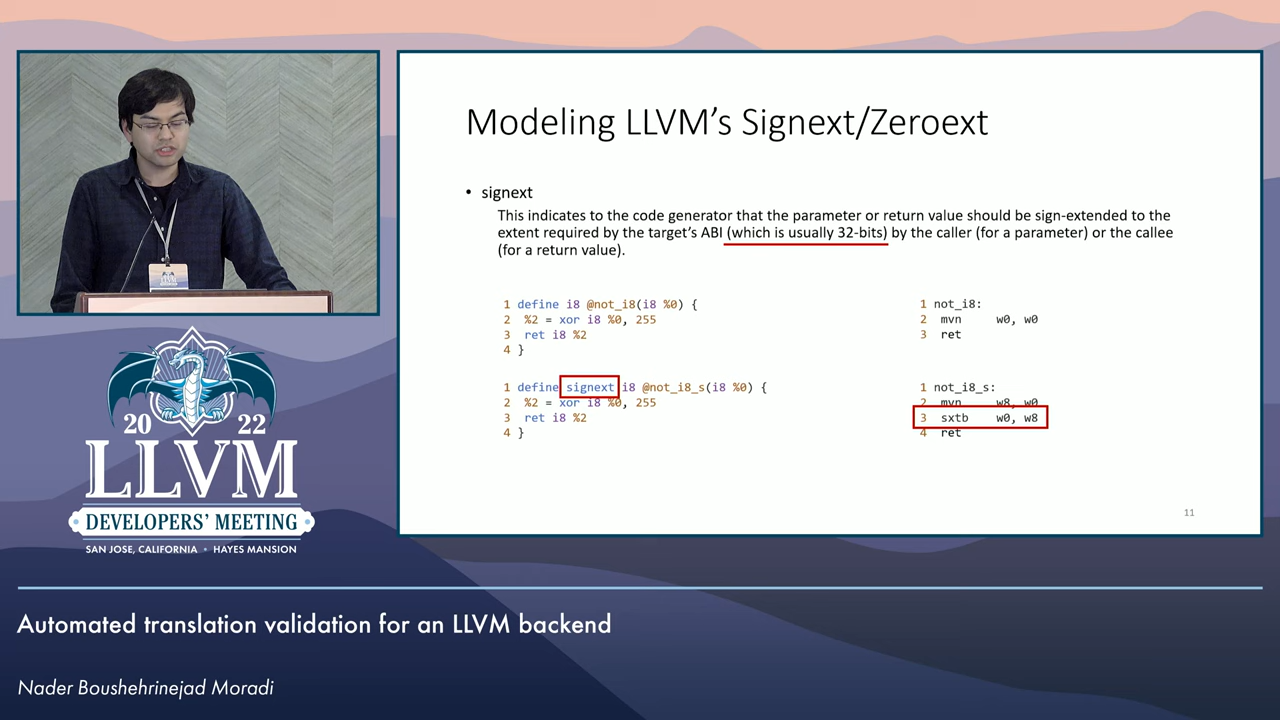 Modeling LLVM's Signext/Zeroext
• signext
This indicates to the code generator that the parameter or return value should be sign-extended to the
extent required by the target's ABI (which is usually 32-bits) by the caller (for a parameter) or the callee
(for a return value).
1 define i8 @not_i8(i8 %0) {
2 %2 = xor i8 %0, 255
3 ret i8 %2
4 }
1 not_i8:
2 mvn w0, w0
3 ret
1 define signext i8 @not_i8_s(i8 %0) {
2 %2 = xor i8 %0, 255
3 ret i8 %2
4 }
1 not_i8_s:
2 mvn w8, w0
3 sxtb w0, w8
4 ret
11
20 22
LLVM
DEVELOPERS' MEETING
SAN JOSE, CALIFORNIA • HAYES MANSION
Automated translation validation for an LLVM backend
Nader Boushehrinejad Moradi